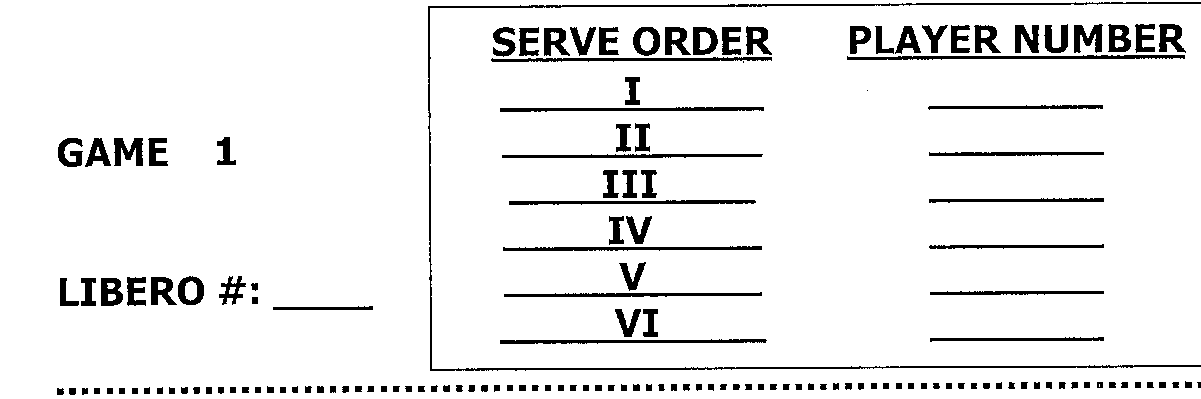 SERVE ORDER PLAYER NUMBER
I
II
GAME 1
III
IV
LIBERO #:
V
VI